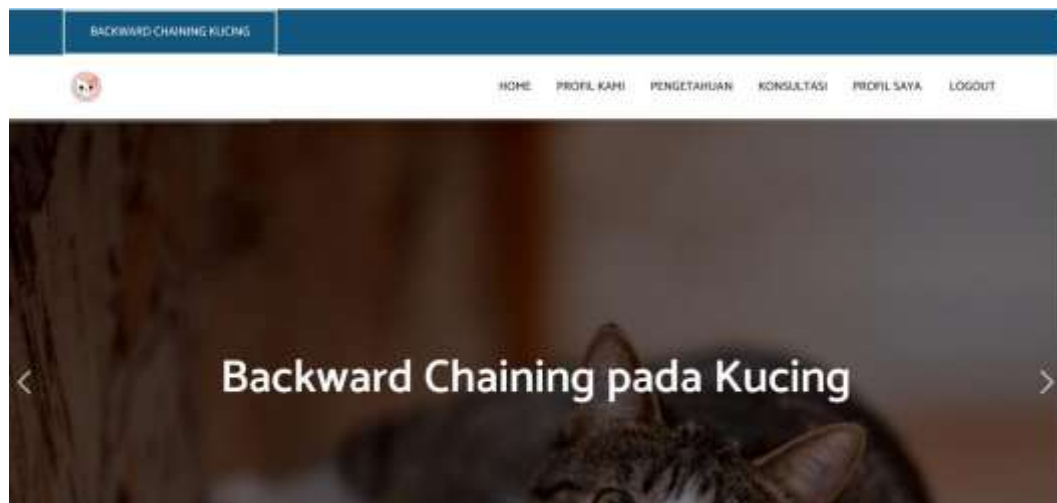 BACKWARD CHAINING KUCING
HOME PROFIL KAMI PENGETAHUAN KONSULTASI PROFIL SAYA LOGOUT
Backward Chaining pada Kucing